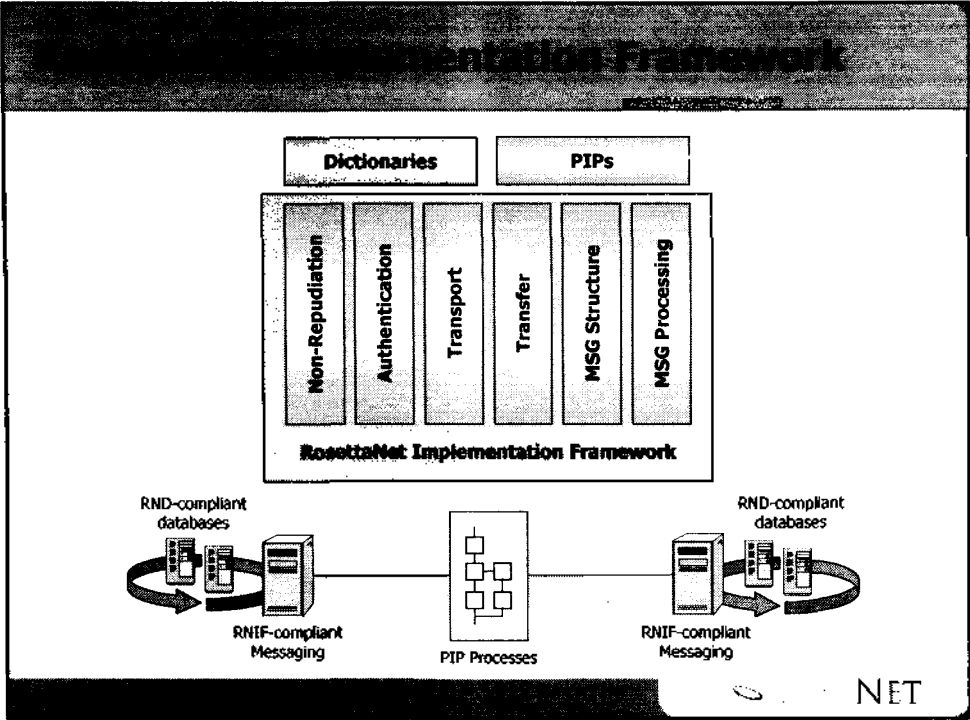 Implementation Framework
Dictionaries
PIPs
Non-Repudiation
Authentication
Transport
Transfer
MSG Structure
MSG Processing
RosettaNet Implementation Framework
RND-compliant
databases
RND-compliant
databases
RNIF-compliant
Messaging
PIP Processes
RNIF-compliant
Messaging
NET